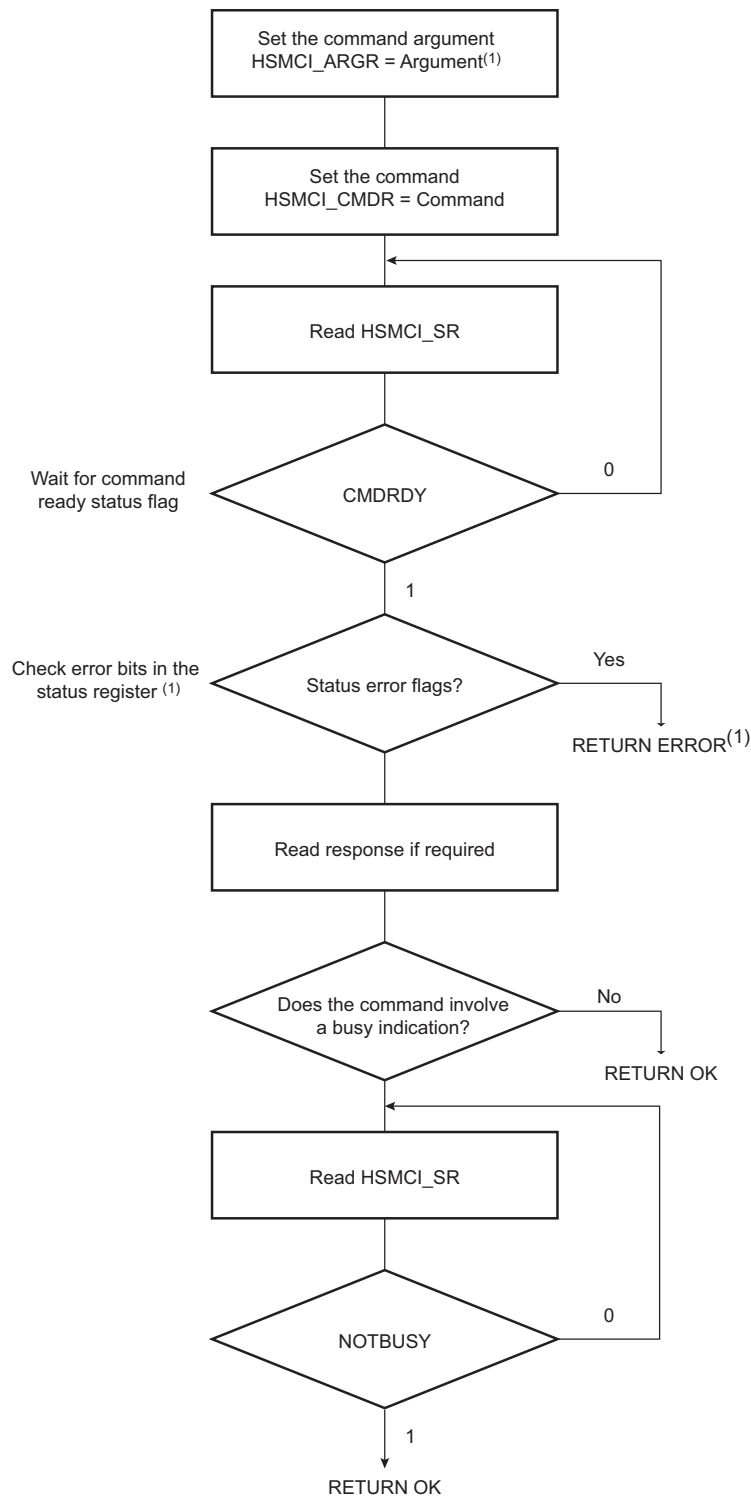 Set the command argument
HSMCI_ARGR = Argument(1)
Set the command
HSMCI_CMDR = Command
Read HSMCI_SR
Wait for command
ready status flag
CMDRDY
0
1
Check error bits in the
status register (1)
Status error flags?
Yes
RETURN ERROR(1)
Read response if required
Does the command involve
a busy indication?
No
RETURN OK
Read HSMCI_SR
NOTBUSY
0
1
RETURN OK